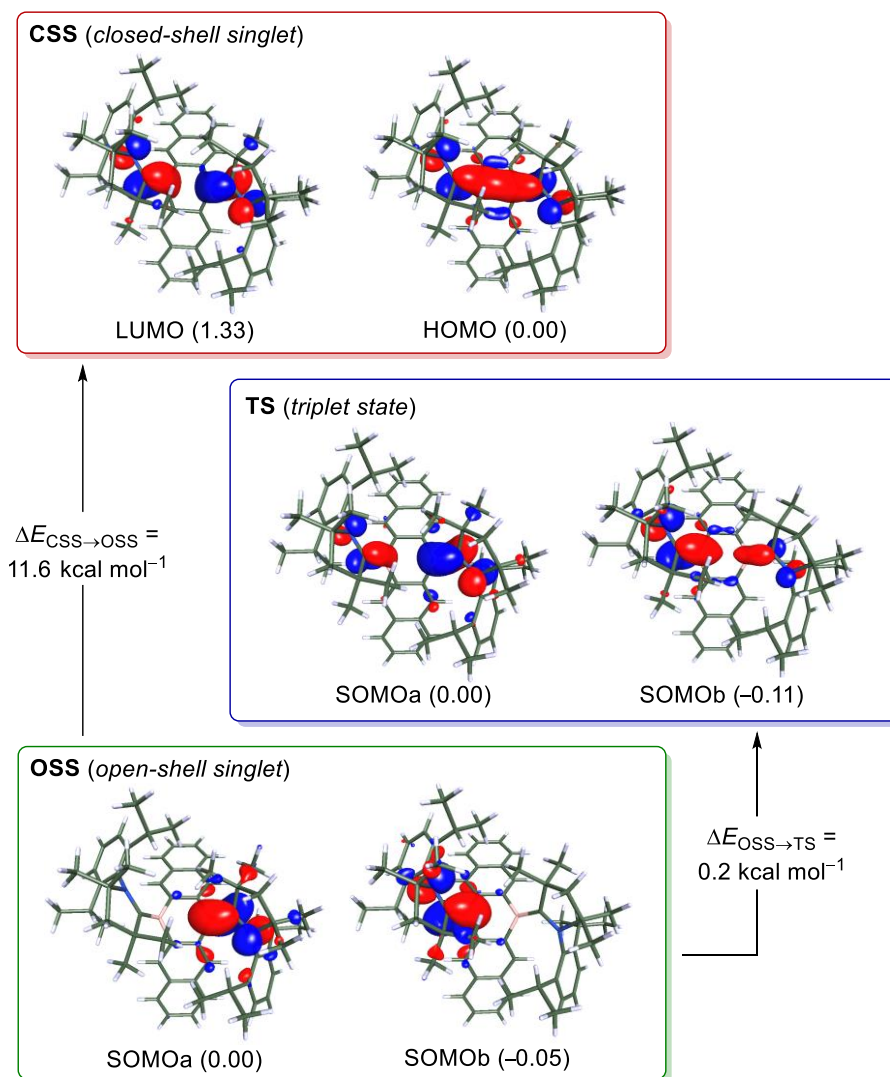 CSS (closed-shell singlet)
LUMO (1.33)
HOMO (0.00)
TS (triplet state)
SOMOa (0.00)
SOMOb (–0.11)
ΔE_CSS→OSS =
11.6 kcal mol⁻¹
OSS (open-shell singlet)
SOMOa (0.00)
SOMOb (–0.05)
ΔE_OSS→TS =
0.2 kcal mol⁻¹